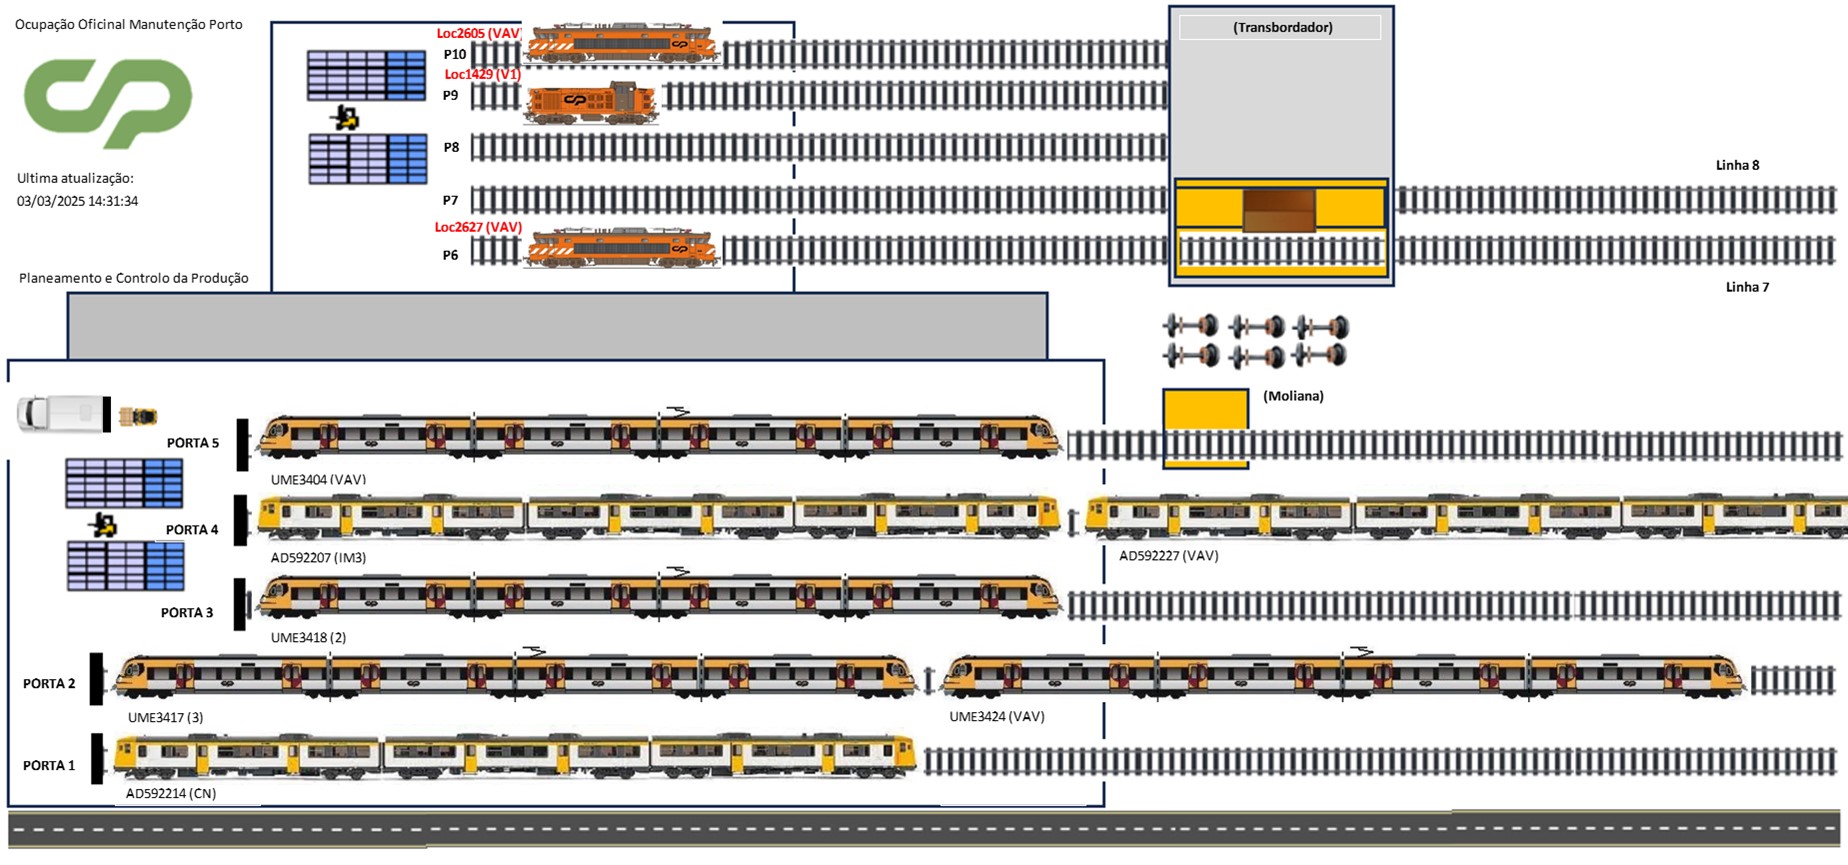 Ocupação Oficinal Manutenção Porto
CP
Ultima atualização:
03/03/2025 14:31:34
Planeamento e Controlo da Produção
Loc2605 (VAV)
P10
Loc1429 (V1)
P9
P8
P7
Loc2627 (VAV)
P6
(Transbordador)
Linha 8
Linha 7
(Moliana)
PORTA 5
UME3404 (VAV)
PORTA 4
AD592207 (IM3)
AD592227 (VAV)
PORTA 3
UME3418 (2)
PORTA 2
UME3417 (3)
UME3424 (VAV)
PORTA 1
AD592214 (CN)